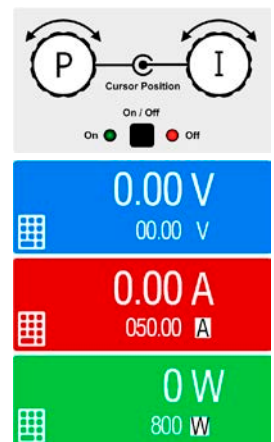 P I
Cursor Position
On / Off
On Off
0.00 V
00.00 V
0.00 A
050.00 A
0 W
800 W